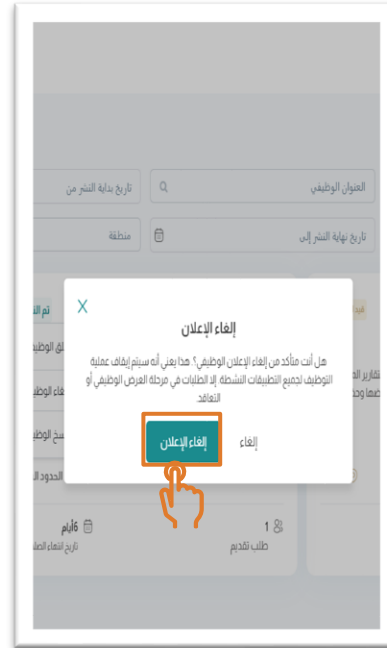 العنوان الوظيفي
تاريخ بداية النشر من
تاريخ نهاية النشر إلى
منطقة
إلغاء الإعلان
هل أنت متأكد من إلغاء الإعلان الوظيفي؟. هذا يعني أنه سيتم إيقاف عملية
التوظيف لجميع التطبيقات النشطة. إلا الطلبات في مرحلة العرض الوظيفي أو
التعاقد.
إلغاء
إلغاء الإعلان
1
طلب تقديم
6أيام
تاريخ انتهاء